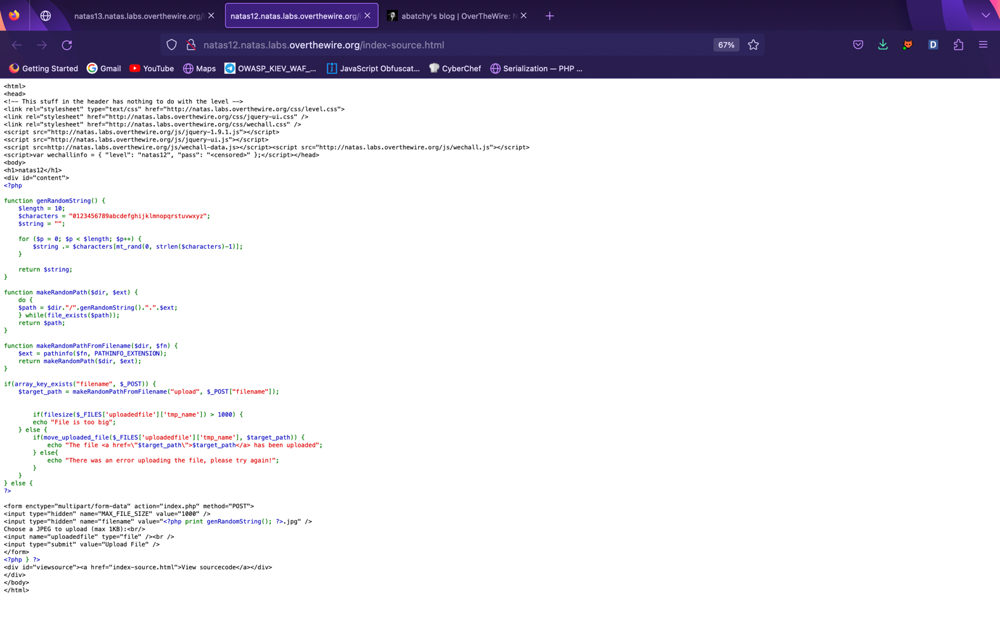 natas13.natas.labs.overthewire.org/i
natas12.natas.labs.overthewire.org/i
abatchy's blog | OverTheWire: N
natas12.natas.labs.overthewire.org/index-source.html
67%
D
Getting Started
Gmail
YouTube
Maps
OWASP_KIEV_WAF_...
JavaScript Obfuscat...
CyberChef
Serialization — PHP ...
<html>
<head>
<!-- This stuff in the header has nothing to do with the level -->
<link rel="stylesheet" type="text/css" href="http://natas.labs.overthewire.org/css/level.css">
<link rel="stylesheet" href="http://natas.labs.overthewire.org/css/jquery-ui.css" />
<link rel="stylesheet" href="http://natas.labs.overthewire.org/css/wechall.css" />
<script src="http://natas.labs.overthewire.org/js/jquery-1.9.1.js"></script>
<script src="http://natas.labs.overthewire.org/js/jquery-ui.js"></script>
<script src=http://natas.labs.overthewire.org/js/wechall-data.js></script><script src="http://natas.labs.overthewire.org/js/wechall.js"></script>
<script>var wechallinfo = { "level": "natas12", "pass": "<censored>" };</script></head>
<body>
<h1>natas12</h1>
<div id="content">
<?php
function genRandomString() {
    $length = 10;
    $characters = "0123456789abcdefghijklmnopqrstuvwxyz";
    $string = "";
    for ($p = 0; $p < $length; $p++) {
        $string .= $characters[mt_rand(0, strlen($characters)-1)];
    }
    return $string;
}
function makeRandomPath($dir, $ext) {
    do {
    $path = $dir."/".genRandomString().".".$ext;
    } while(file_exists($path));
    return $path;
}
function makeRandomPathFromFilename($dir, $fn) {
    $ext = pathinfo($fn, PATHINFO_EXTENSION);
    return makeRandomPath($dir, $ext);
}
if(array_key_exists("filename", $_POST)) {
    $target_path = makeRandomPathFromFilename("upload", $_POST["filename"]);
        if(filesize($_FILES['uploadedfile']['tmp_name']) > 1000) {
        echo "File is too big";
    } else {
        if(move_uploaded_file($_FILES['uploadedfile']['tmp_name'], $target_path)) {
            echo "The file <a href=\"$target_path\">$target_path</a> has been uploaded";
        } else{
            echo "There was an error uploading the file, please try again!";
        }
    }
} else {
?>
<form enctype="multipart/form-data" action="index.php" method="POST">
<input type="hidden" name="MAX_FILE_SIZE" value="1000" />
<input type="hidden" name="filename" value="<?php print genRandomString(); ?>.jpg" />
Choose a JPEG to upload (max 1KB):<br/>
<input name="uploadedfile" type="file" /><br />
<input type="submit" value="Upload File" />
</form>
<?php } ?>
<div id="viewsource"><a href="index-source.html">View sourcecode</a></div>
</div>
</body>
</html>